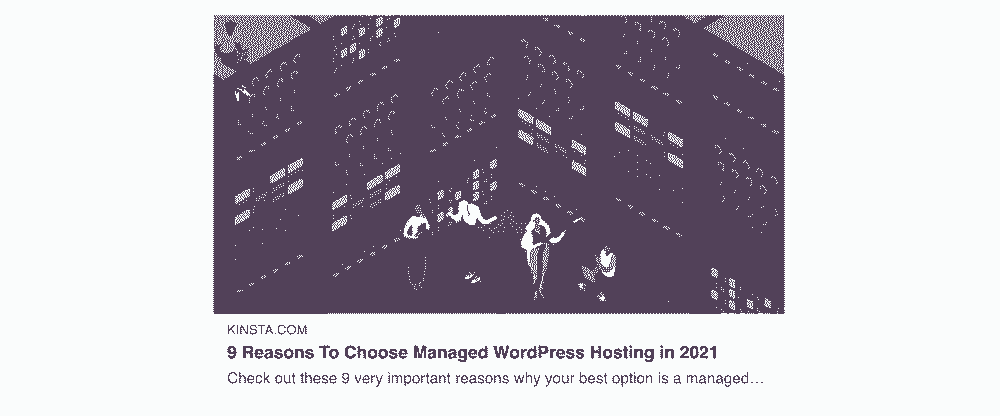 KINSTA.COM
9 Reasons To Choose Managed WordPress Hosting in 2021
Check out these 9 very important reasons why your best option is a managed...